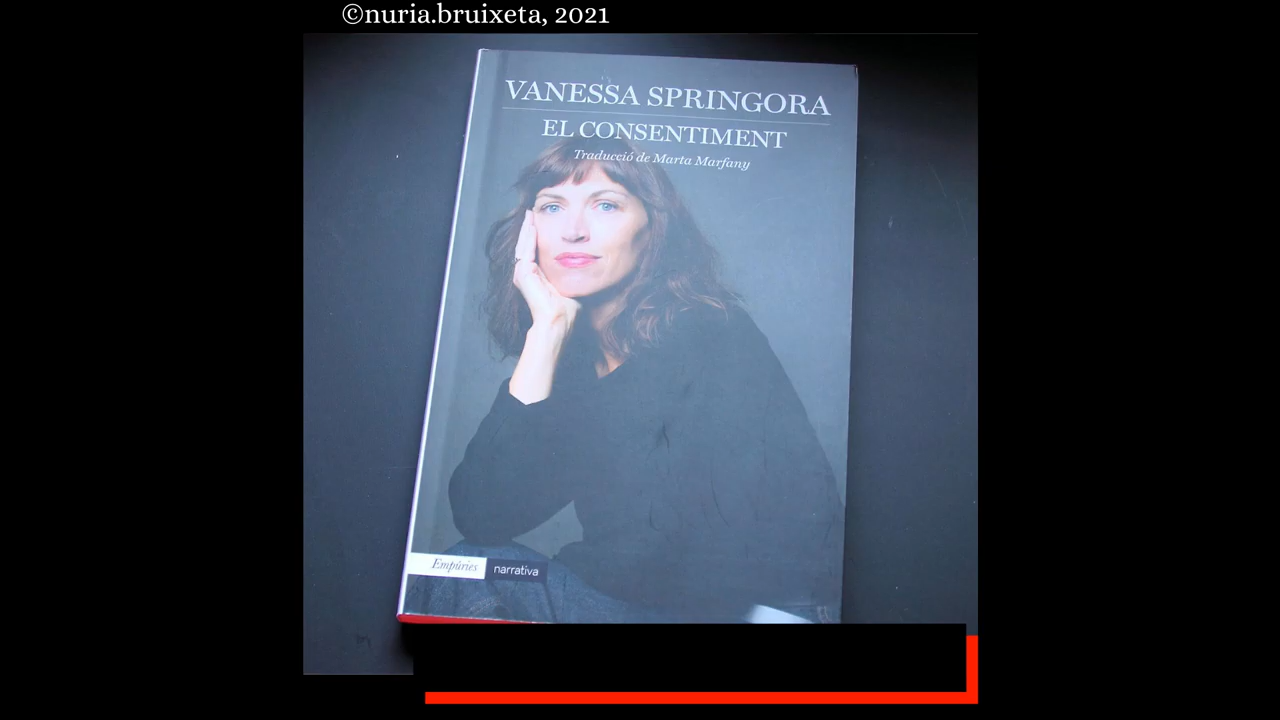 ©nuria.bruixeta, 2021
VANESSA SPRINGORA
EL CONSENTIMENT
Traducció de Marta Marfany
Empúries narrativa